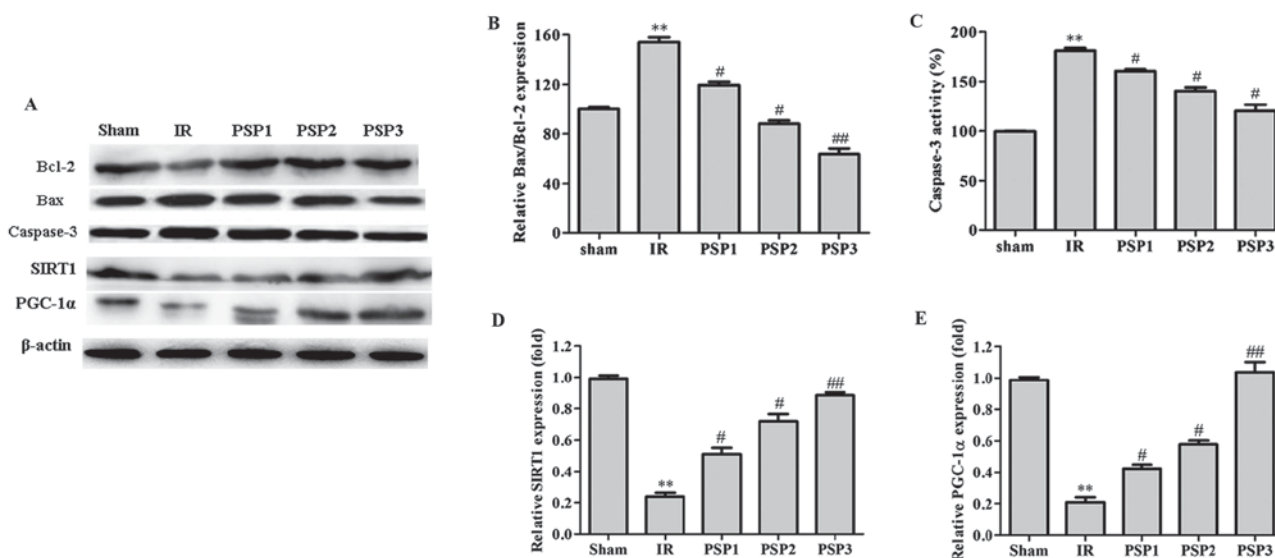 A
Sham IR PSP1 PSP2 PSP3
Bcl-2
Bax
Caspase-3
SIRT1
PGC-1α
β-actin
B
Relative Bax/Bcl-2 expression
160
120
80
40
0
**
#
#
##
sham IR PSP1 PSP2 PSP3
C
Caspase-3 activity (%)
200
150
100
50
0
**
#
#
#
sham IR PSP1 PSP2 PSP3
D
Relative SIRT1 expression (fold)
1.2
1.0
0.8
0.6
0.4
0.2
0.0
**
#
#
##
Sham IR PSP1 PSP2 PSP3
E
Relative PGC-1α expression (fold)
1.2
1.0
0.8
0.6
0.4
0.2
0.0
**
#
#
##
Sham IR PSP1 PSP2 PSP3